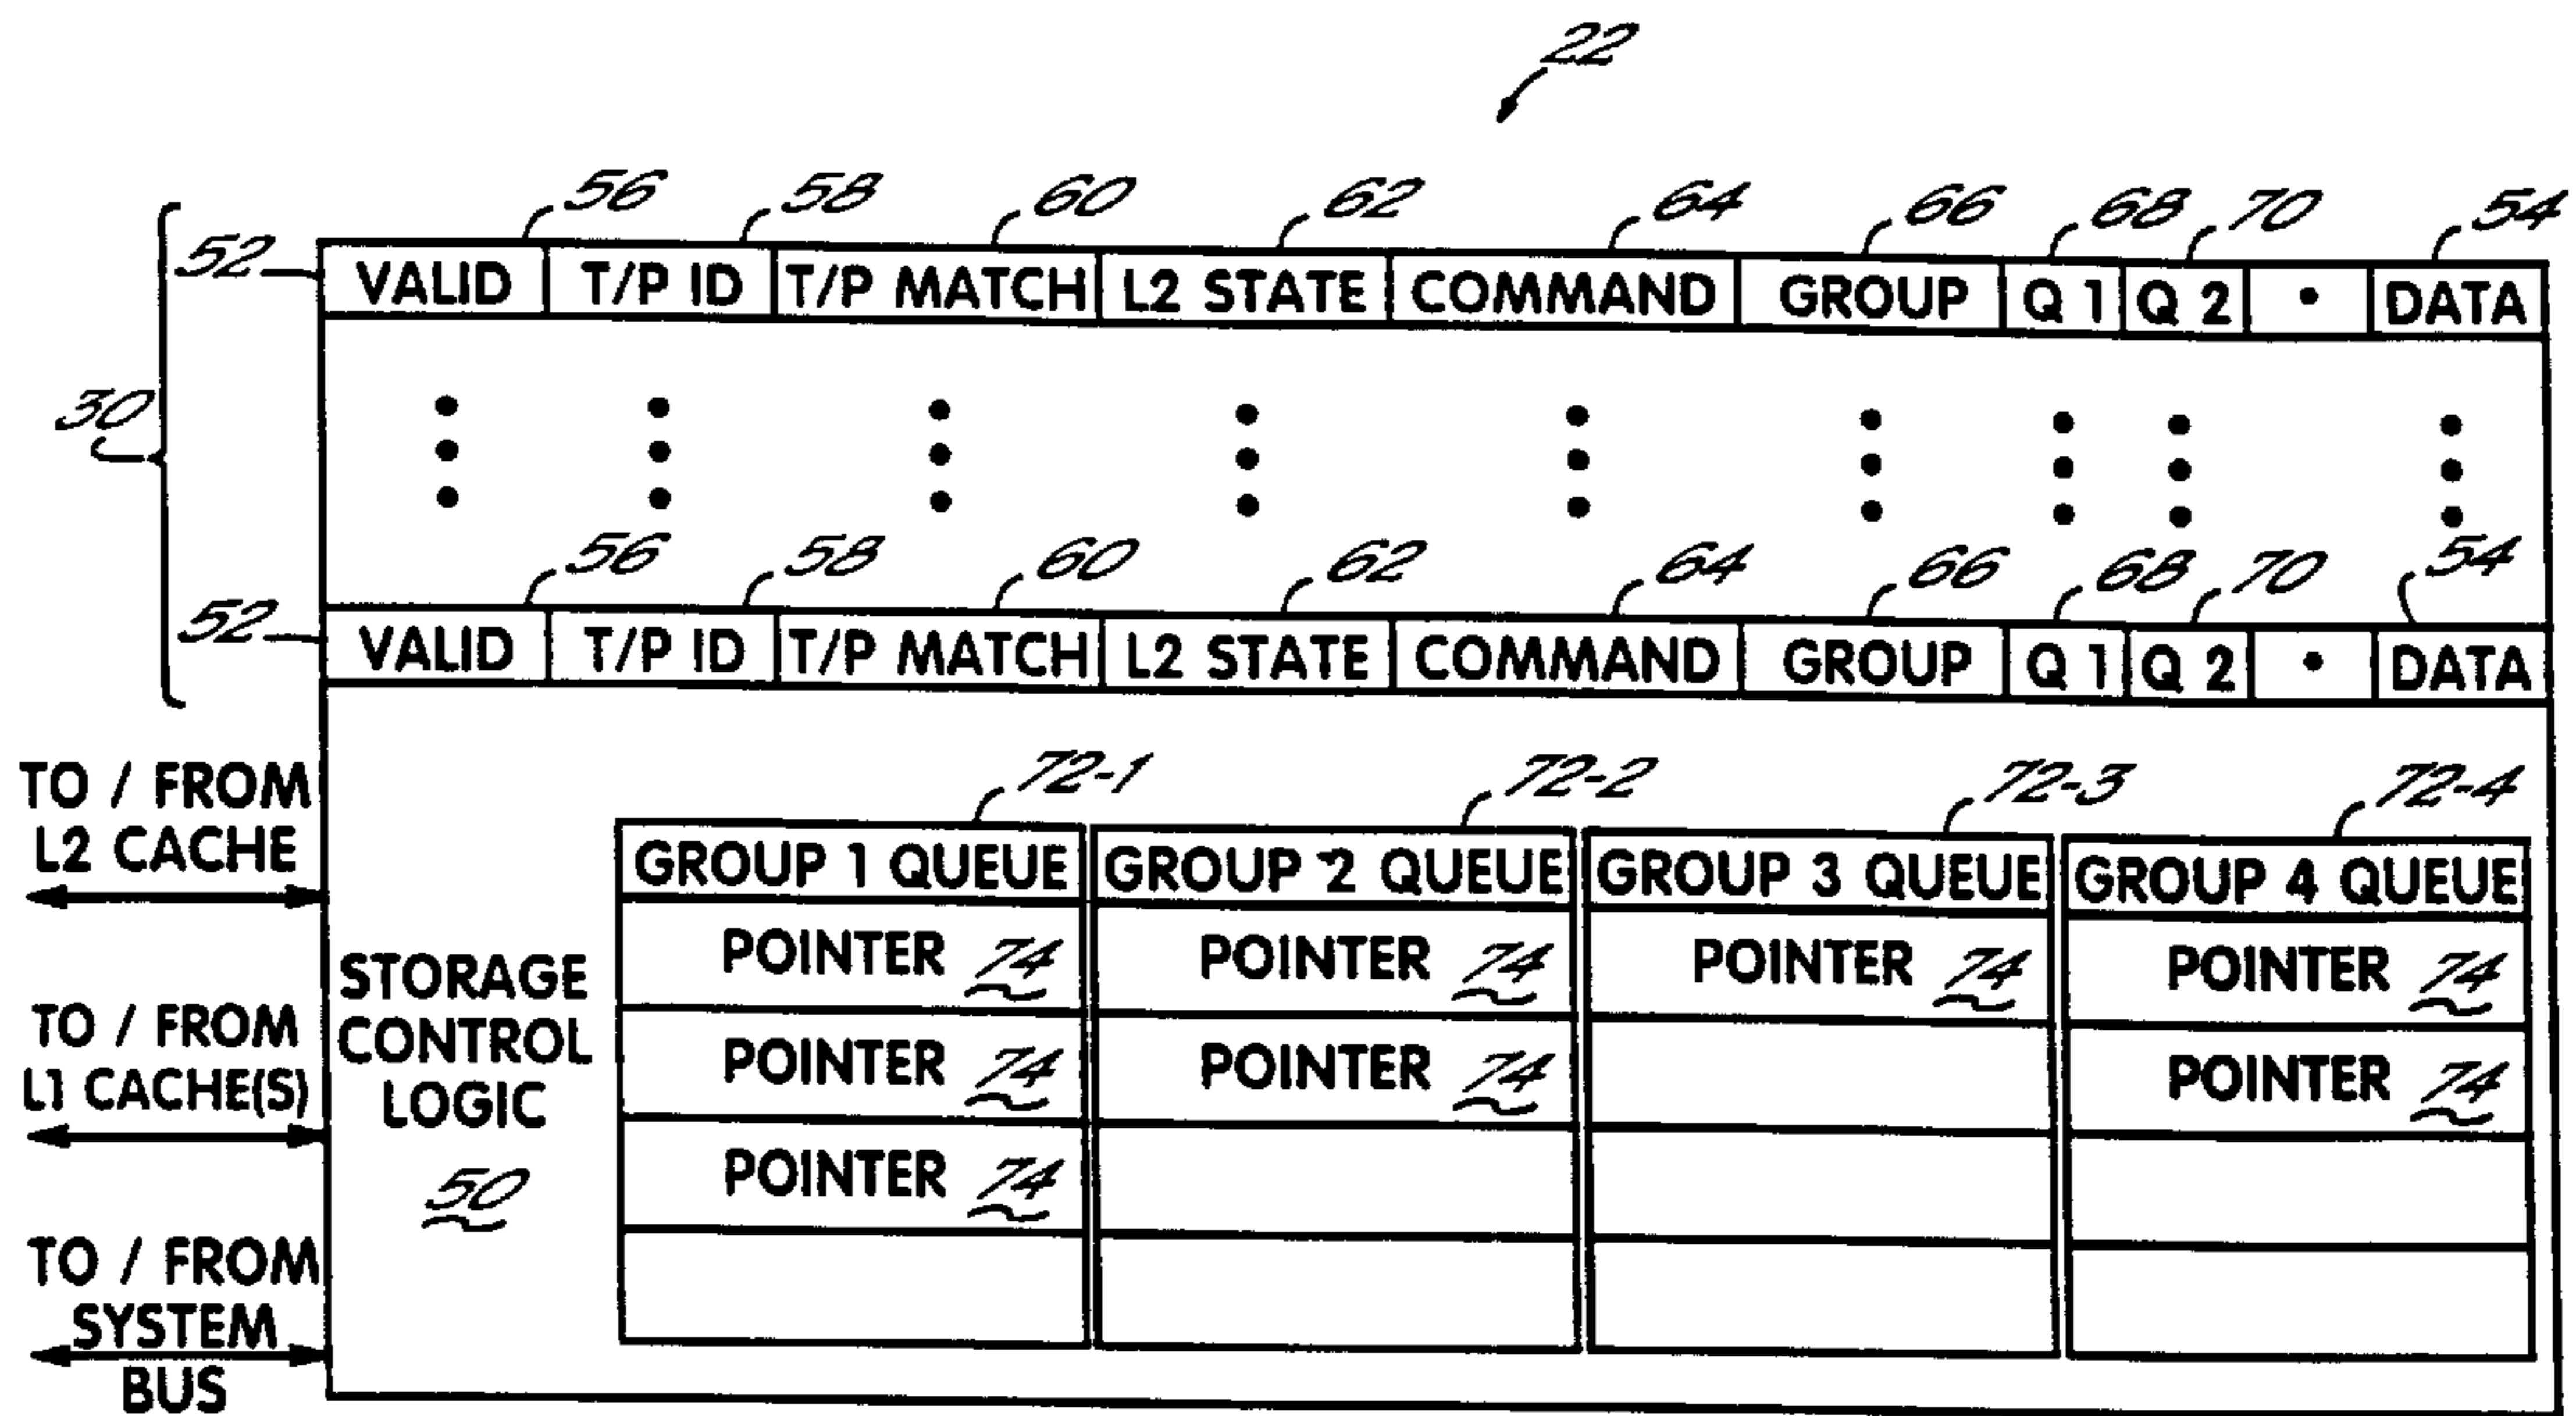 22
56 58 60 62 64 66 68 70 54
52 VALID T/P ID T/P MATCH L2 STATE COMMAND GROUP Q 1 Q 2 • DATA
30
56 58 60 62 64 66 68 70 54
52 VALID T/P ID T/P MATCH L2 STATE COMMAND GROUP Q 1 Q 2 • DATA
TO / FROM
L2 CACHE
TO / FROM
L1 CACHE(S)
TO / FROM
SYSTEM
BUS
STORAGE
CONTROL
LOGIC
50
72-1 72-2 72-3 72-4
GROUP 1 QUEUE GROUP 2 QUEUE GROUP 3 QUEUE GROUP 4 QUEUE
POINTER 74 POINTER 74 POINTER 74 POINTER 74
POINTER 74 POINTER 74 POINTER 74
POINTER 74